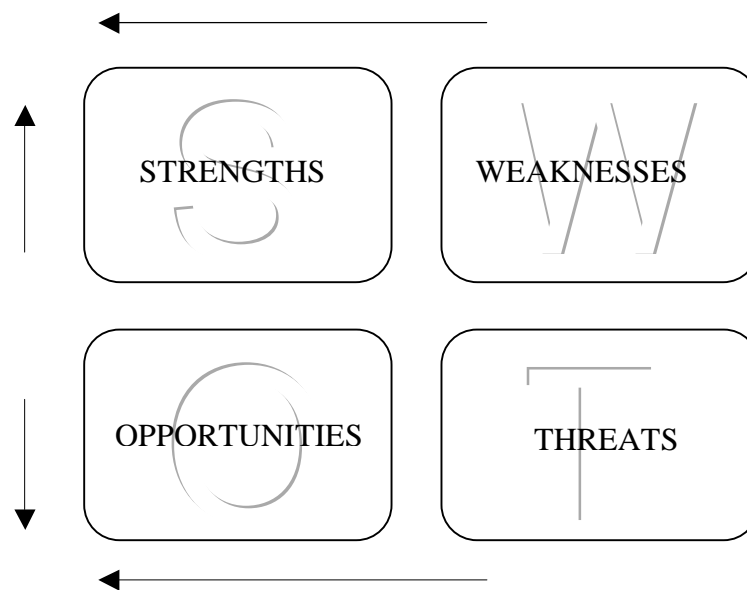 S
STRENGTHS
W
WEAKNESSES
O
OPPORTUNITIES
T
THREATS